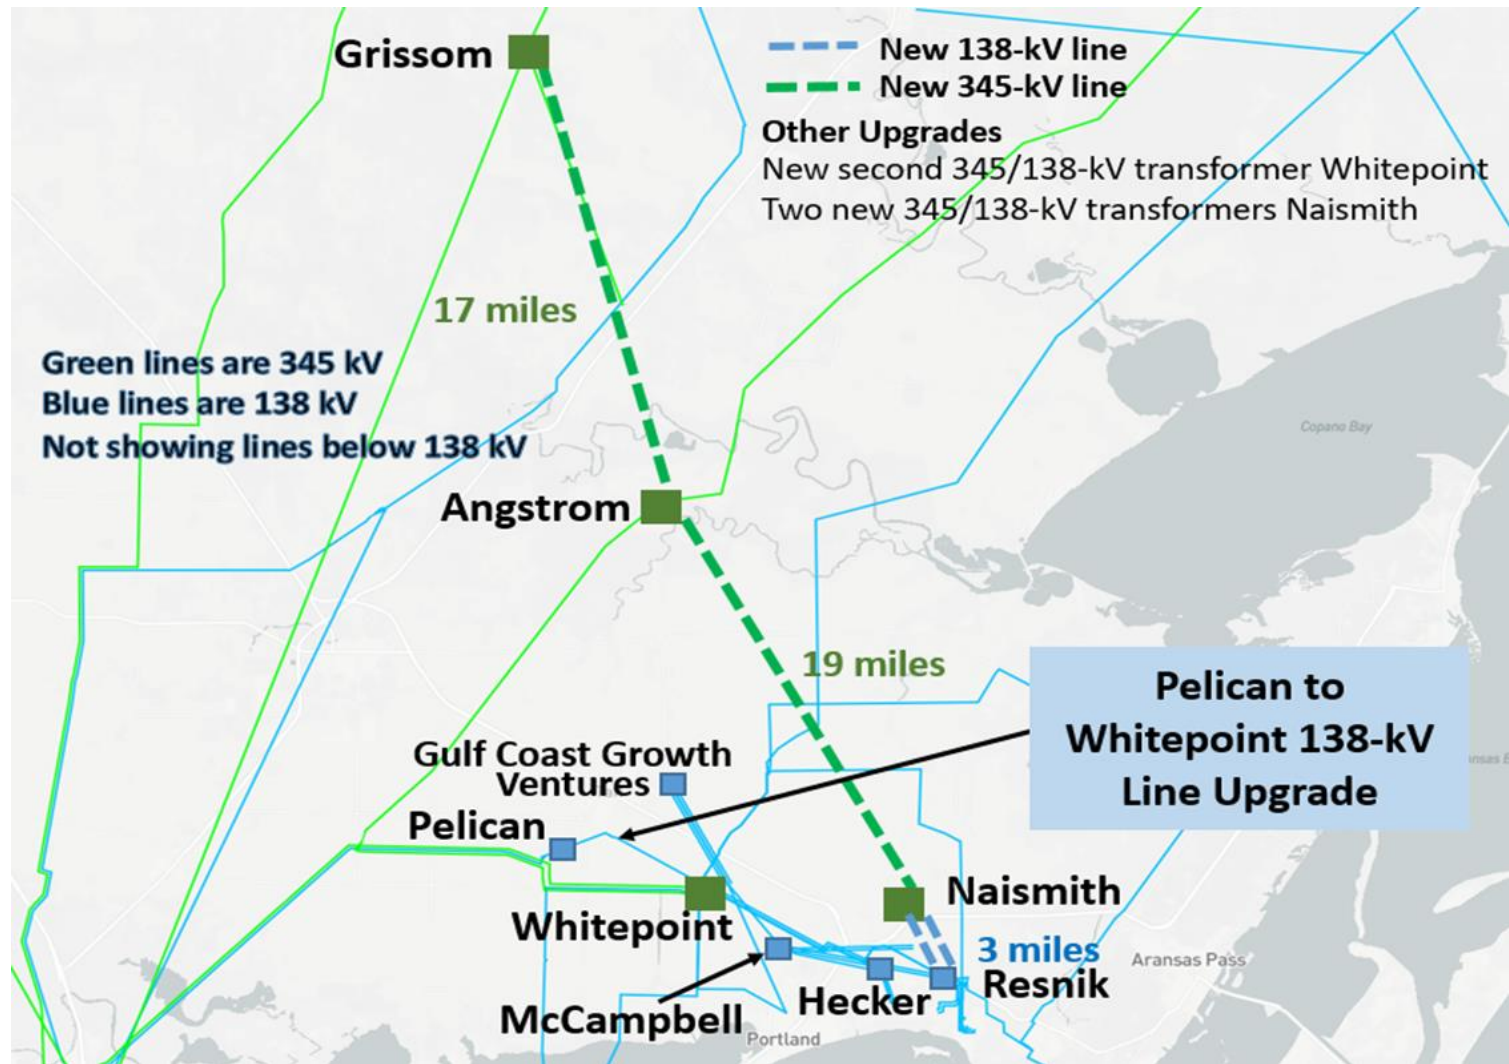 Grissom
New 138-kV line
New 345-kV line
Other Upgrades
New second 345/138-kV transformer Whitepoint
Two new 345/138-kV transformers Naismith
17 miles
Green lines are 345 kV
Blue lines are 138 kV
Not showing lines below 138 kV
Copano Bay
Angstrom
19 miles
Pelican to
Whitepoint 138-kV
Line Upgrade
Gulf Coast Growth
Ventures
Pelican
Naismith
Whitepoint
3 miles
Aransas Pass
Resnik
Hecker
McCampbell
Portland